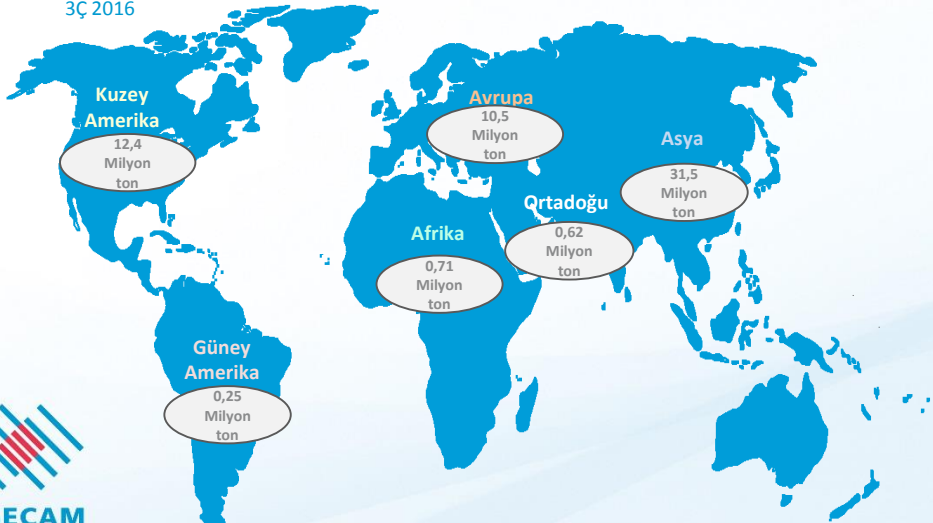 3Ç 2016
Kuzey
Amerika
12,4
Milyon
ton
Avrupa
10,5
Milyon
ton
Asya
31,5
Milyon
ton
Qrtadoğu
0,62
Milyon
ton
Afrika
0,71
Milyon
ton
Güney
Amerika
0,25
Milyon
ton
ECAM